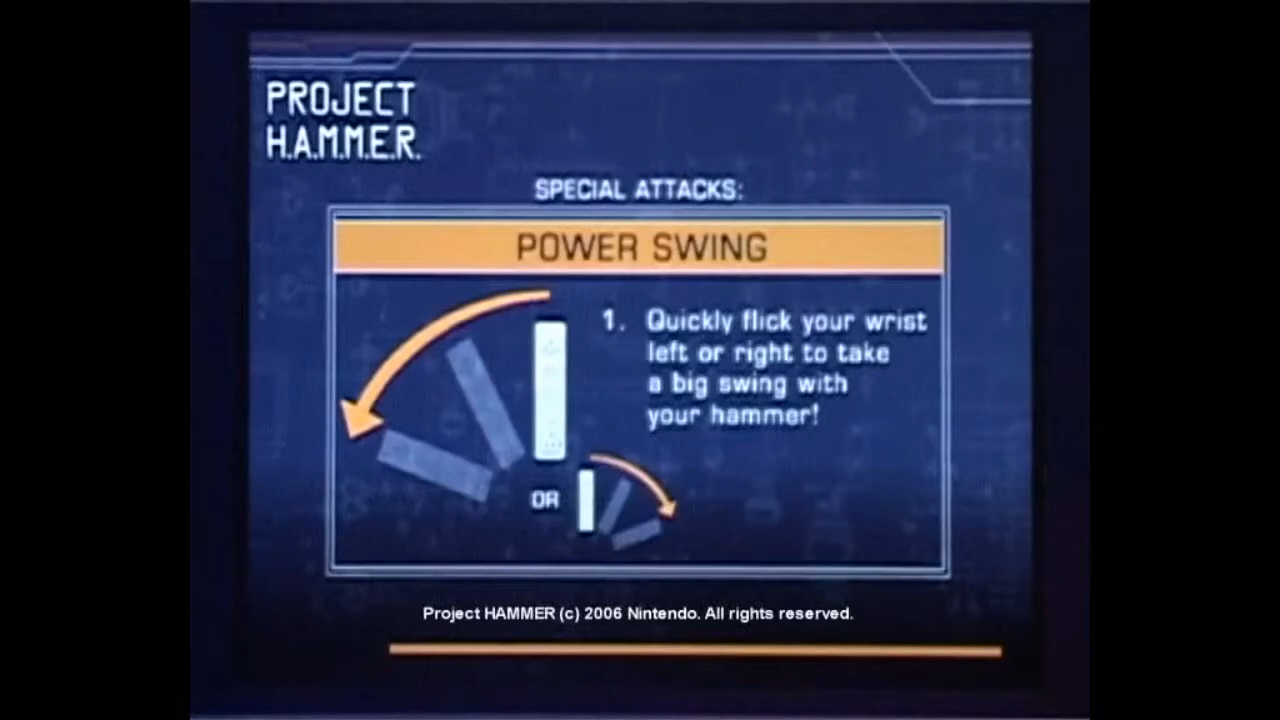 PROJECT
H.A.M.M.E.R.
SPECIAL ATTACKS:
POWER SWING
1. Quickly flick your wrist
left or right to take
a big swing with
your hammer!
OR
Project HAMMER (c) 2006 Nintendo. All rights reserved.